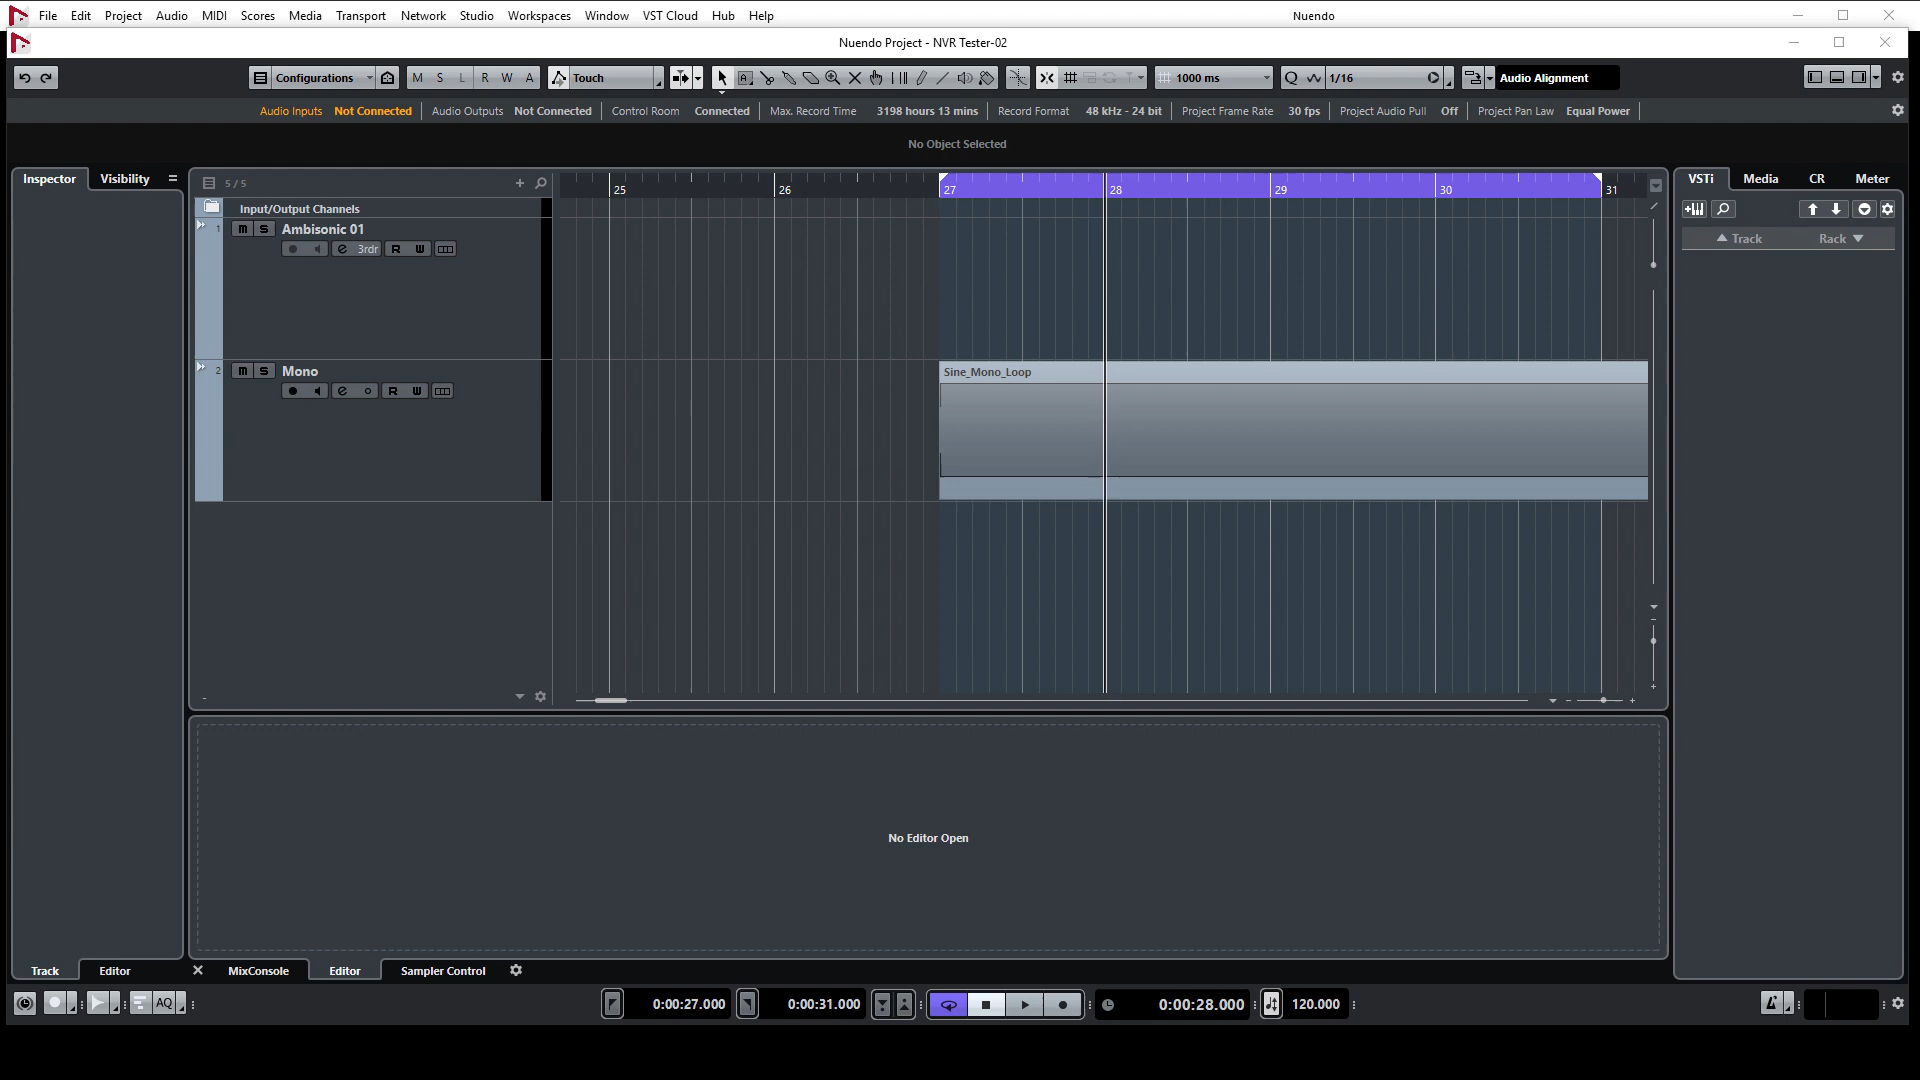 File Edit Project Audio MIDI Scores Media Transport Network Studio Workspaces Window VST Cloud Hub Help Nuendo
Nuendo Project - NVR Tester-02
Configurations M S L R W A Touch 1000 ms Q 1/16 Audio Alignment
Audio Inputs Not Connected Audio Outputs Not Connected Control Room Connected Max. Record Time 3198 hours 13 mins Record Format 48 kHz - 24 bit Project Frame Rate 30 fps Project Audio Pull Off Project Pan Law Equal Power
No Object Selected
Inspector Visibility 5 / 5 25 26 27 28 29 30 31 VSTi Media CR Meter
Input/Output Channels
1 m S Ambisonic 01
e 3rdr R W
Track Rack
2 m S Mono
Sine_Mono_Loop
e R W
No Editor Open
Track Editor MixConsole Editor Sampler Control
AQ 0:00:27.000 0:00:31.000 0:00:28.000 120.000